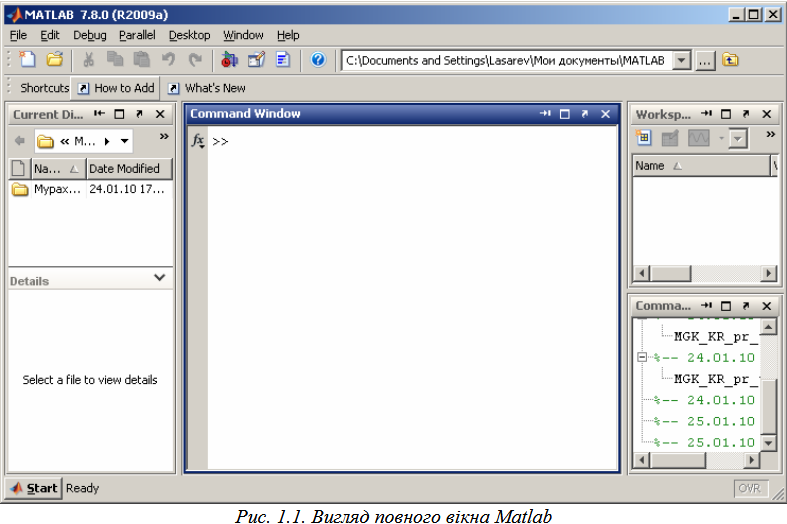 MATLAB 7.8.0 (R2009a)
File Edit Debug Parallel Desktop Window Help
C:\Documents and Settings\Lasarev\Мои документы\MATLAB ...
Shortcuts How to Add What's New
Current Di...
« M...
Na... Date Modified
Мурах... 24.01.10 17...
Details
Select a file to view details
Command Window
fx >>
Worksp...
Name
Comma...
MGK_KR_pr_
%-- 24.01.10
MGK_KR_pr_
%-- 24.01.10
%-- 25.01.10
%-- 25.01.10
Start Ready
OVR
Рис. 1.1. Вигляд повного вікна Matlab